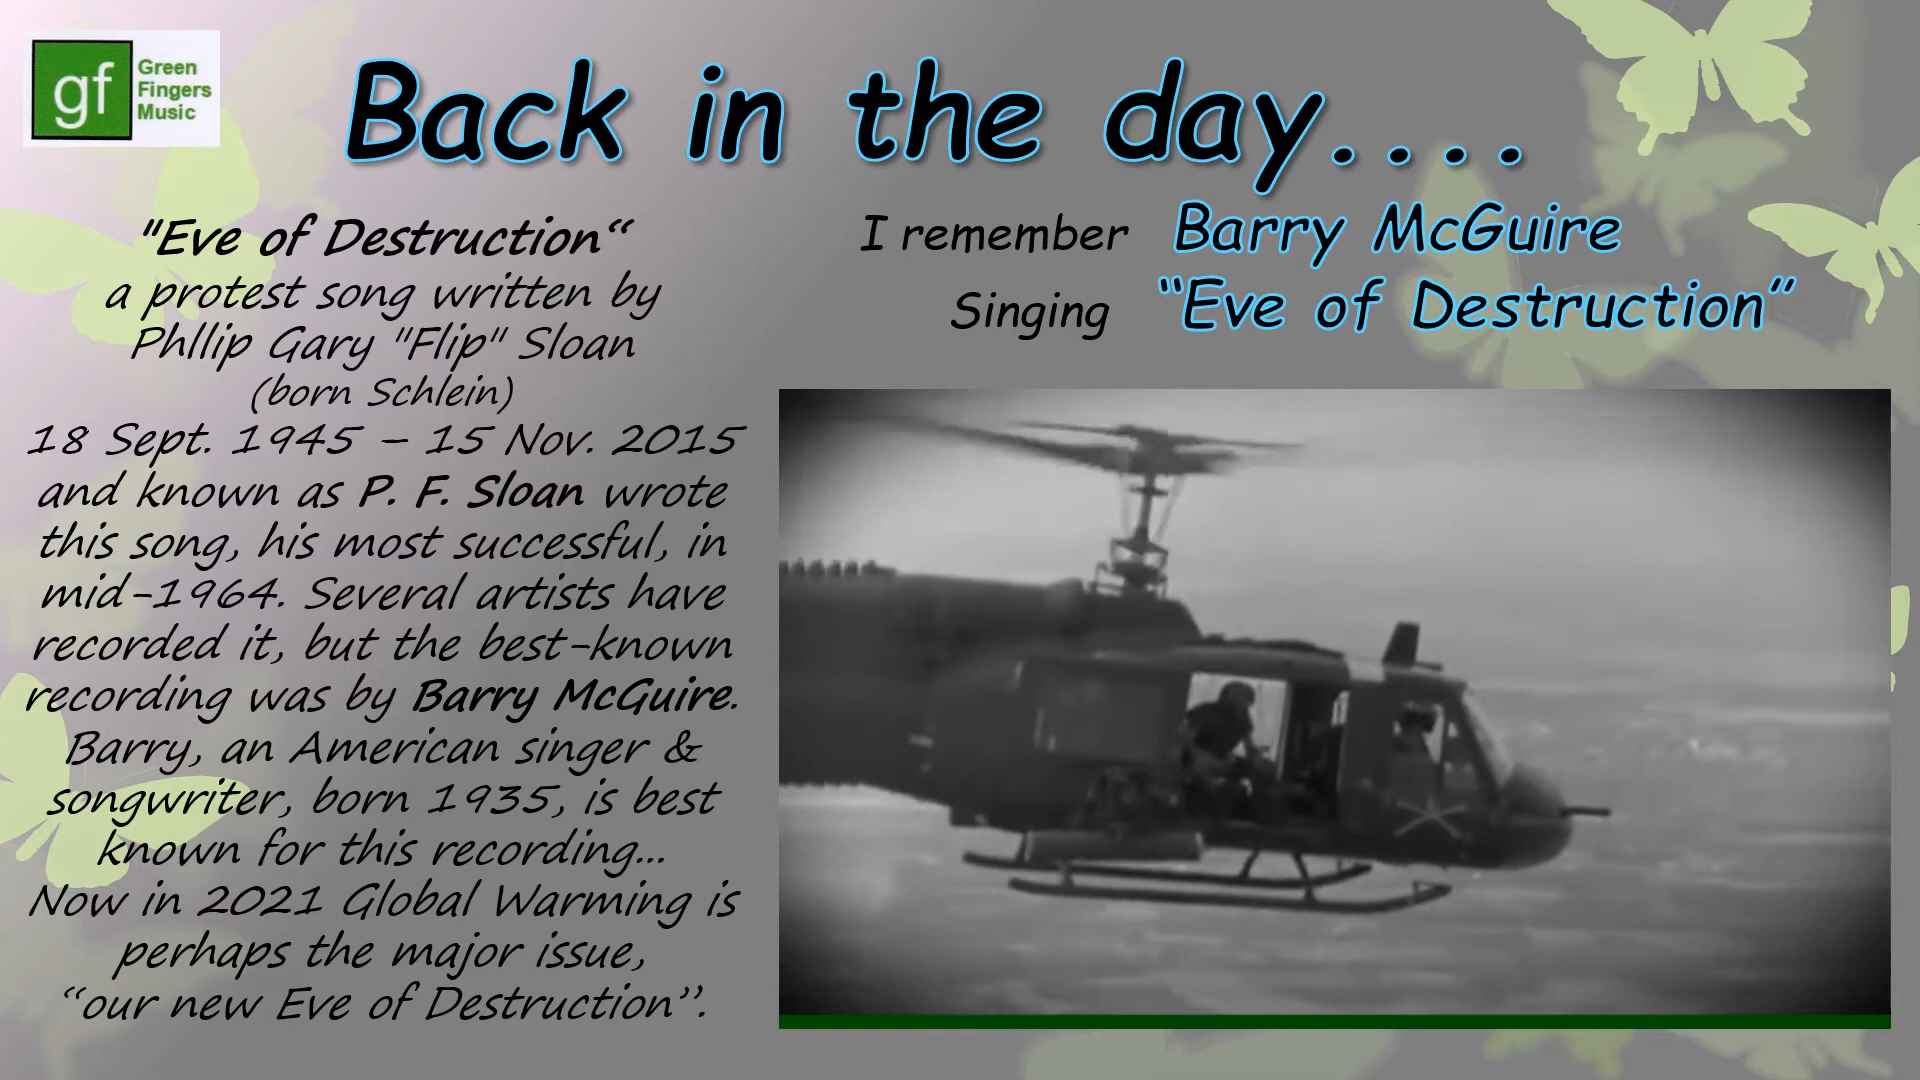 gf
Green
Fingers
Music
Back in the day....
I remember Barry McGuire
Singing “Eve of Destruction”
"Eve of Destruction“
a protest song written by
Phllip Gary "Flip" Sloan
(born Schlein)
18 Sept. 1945 – 15 Nov. 2015
and known as P. F. Sloan wrote
this song, his most successful, in
mid-1964. Several artists have
recorded it, but the best-known
recording was by Barry McGuire.
Barry, an American singer &
songwriter, born 1935, is best
known for this recording...
Now in 2021 Global Warming is
perhaps the major issue,
“our new Eve of Destruction”.